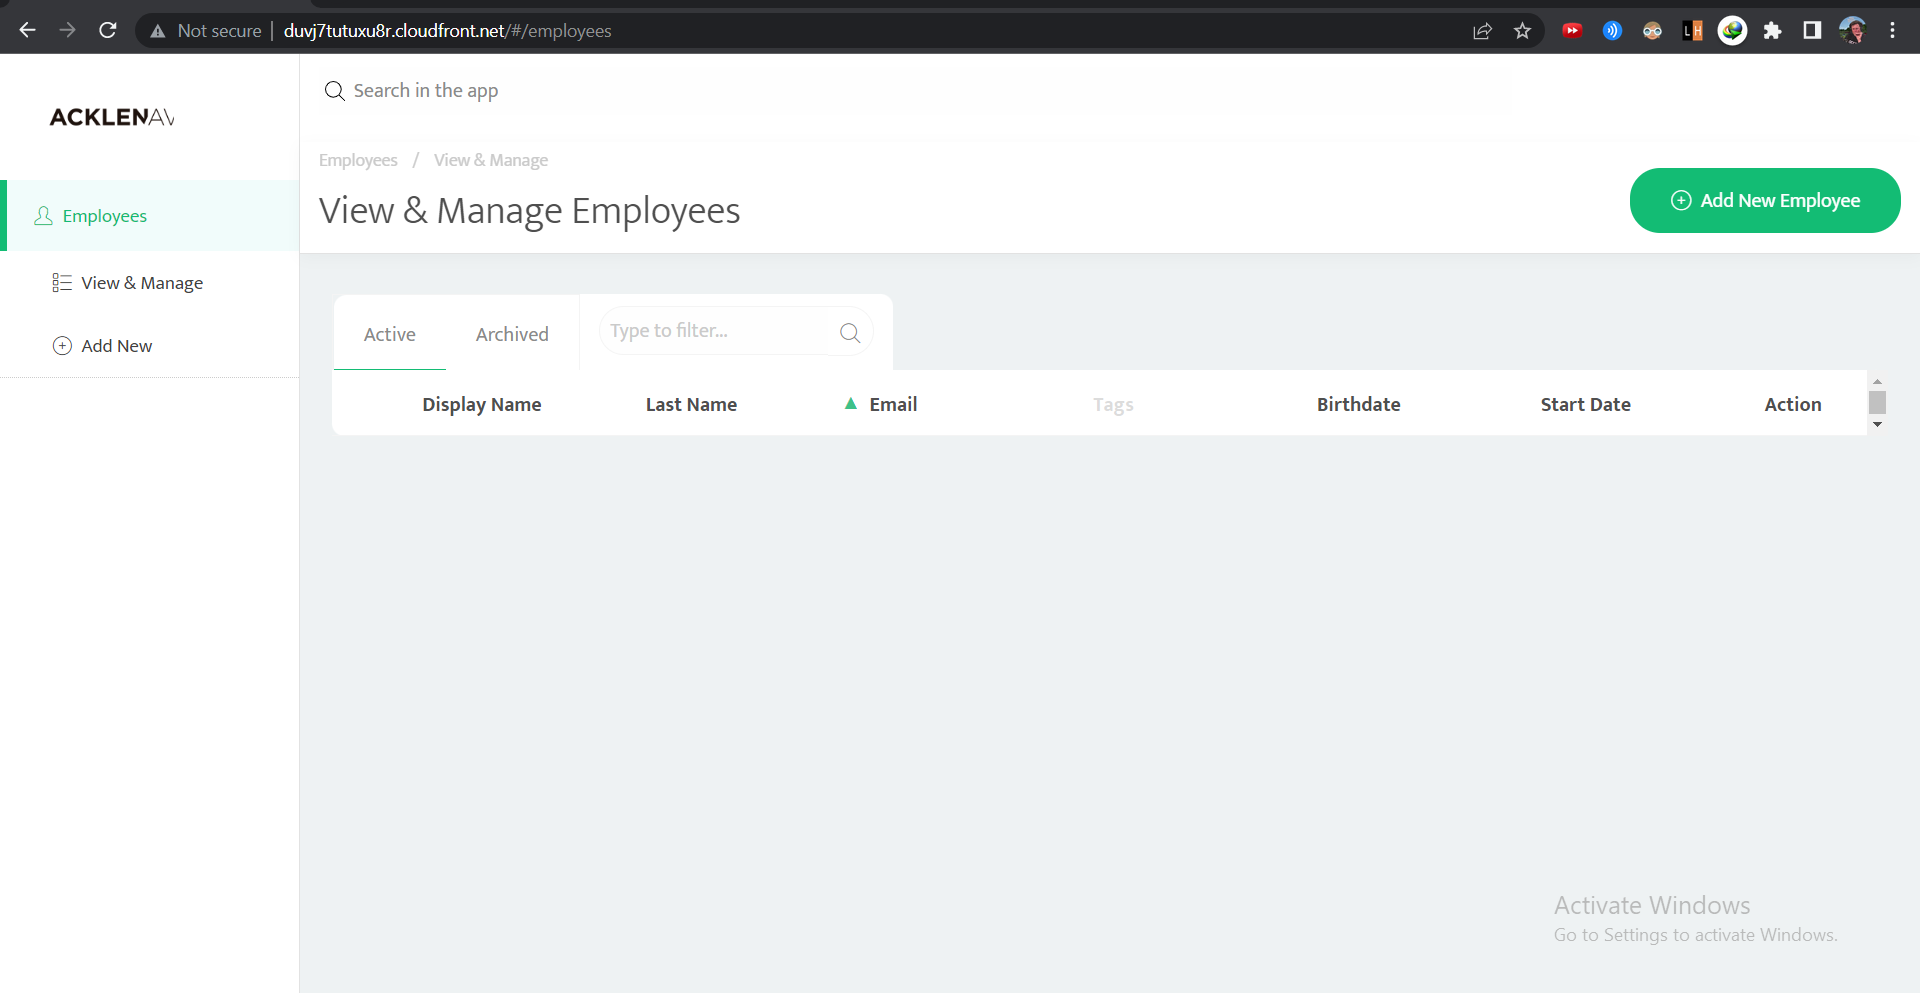 Not secure | duvj7tutuxu8r.cloudfront.net/#/employees
LH
Search in the app
ACKLENAV
Employees / View & Manage
View & Manage Employees
Add New Employee
Employees
View & Manage
Add New
Active Archived Type to filter...
Display Name Last Name ▲ Email Tags Birthdate Start Date Action
Activate Windows
Go to Settings to activate Windows.